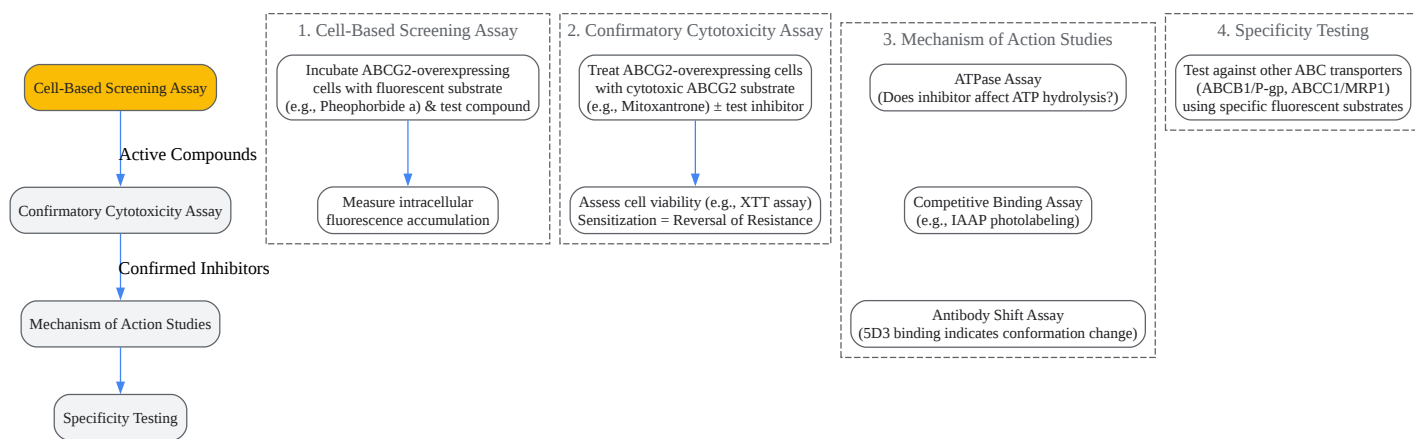 Cell-Based Screening Assay
Active Compounds
Confirmatory Cytotoxicity Assay
Confirmed Inhibitors
Mechanism of Action Studies
Specificity Testing
1. Cell-Based Screening Assay
Incubate ABCG2-overexpressing
cells with fluorescent substrate
(e.g., Pheophorbide a) & test compound
Measure intracellular
fluorescence accumulation
2. Confirmatory Cytotoxicity Assay
Treat ABCG2-overexpressing cells
with cytotoxic ABCG2 substrate
(e.g., Mitoxantrone) ± test inhibitor
Assess cell viability (e.g., XTT assay)
Sensitization = Reversal of Resistance
3. Mechanism of Action Studies
ATPase Assay
(Does inhibitor affect ATP hydrolysis?)
Competitive Binding Assay
(e.g., IAAP photolabeling)
Antibody Shift Assay
(5D3 binding indicates conformation change)
4. Specificity Testing
Test against other ABC transporters
(ABCB1/P-gp, ABCC1/MRP1)
using specific fluorescent substrates